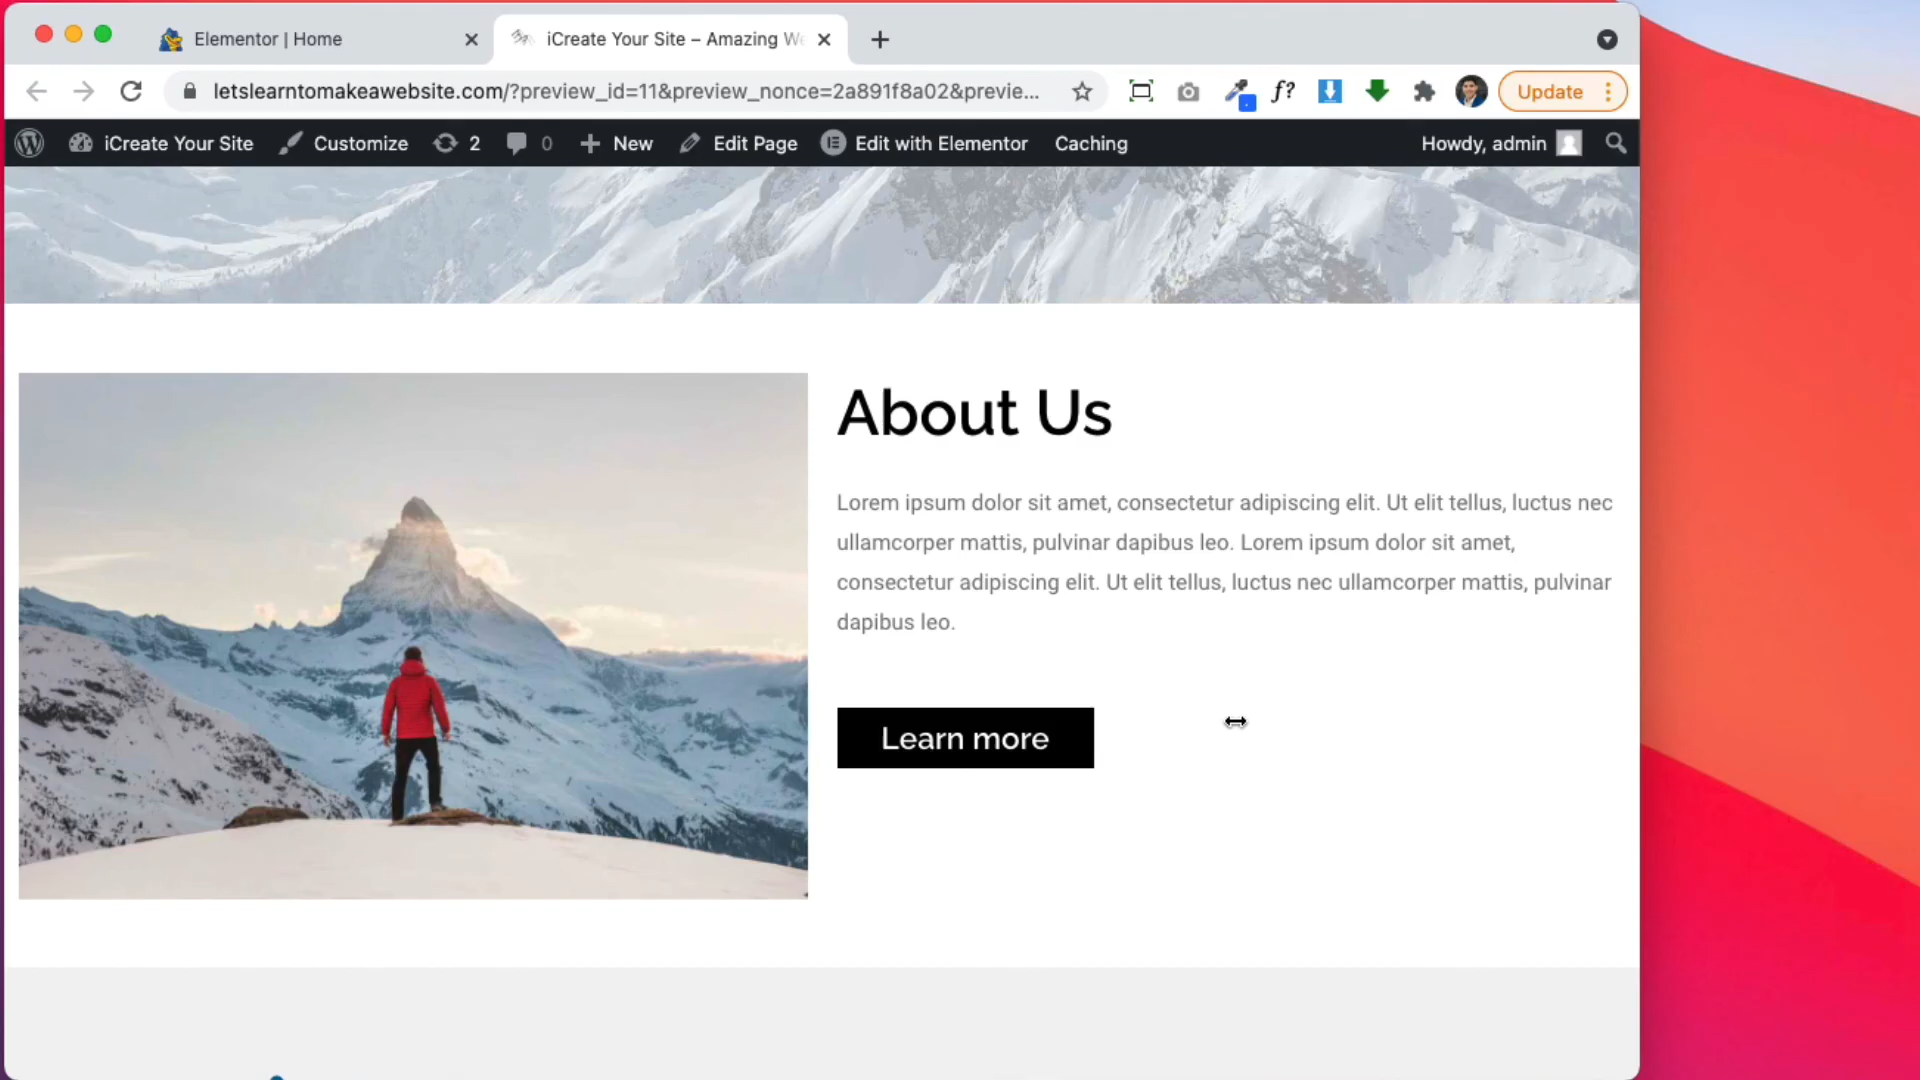 Elementor | Home
iCreate Your Site – Amazing We
letslearntomakeawebsite.com/?preview_id=11&preview_nonce=2a891f8a02&previe...
f?
Update
iCreate Your Site
Customize
2
0
New
Edit Page
Edit with Elementor
Caching
Howdy, admin
About Us
Lorem ipsum dolor sit amet, consectetur adipiscing elit. Ut elit tellus, luctus nec
ullamcorper mattis, pulvinar dapibus leo. Lorem ipsum dolor sit amet,
consectetur adipiscing elit. Ut elit tellus, luctus nec ullamcorper mattis, pulvinar
dapibus leo.
Learn more